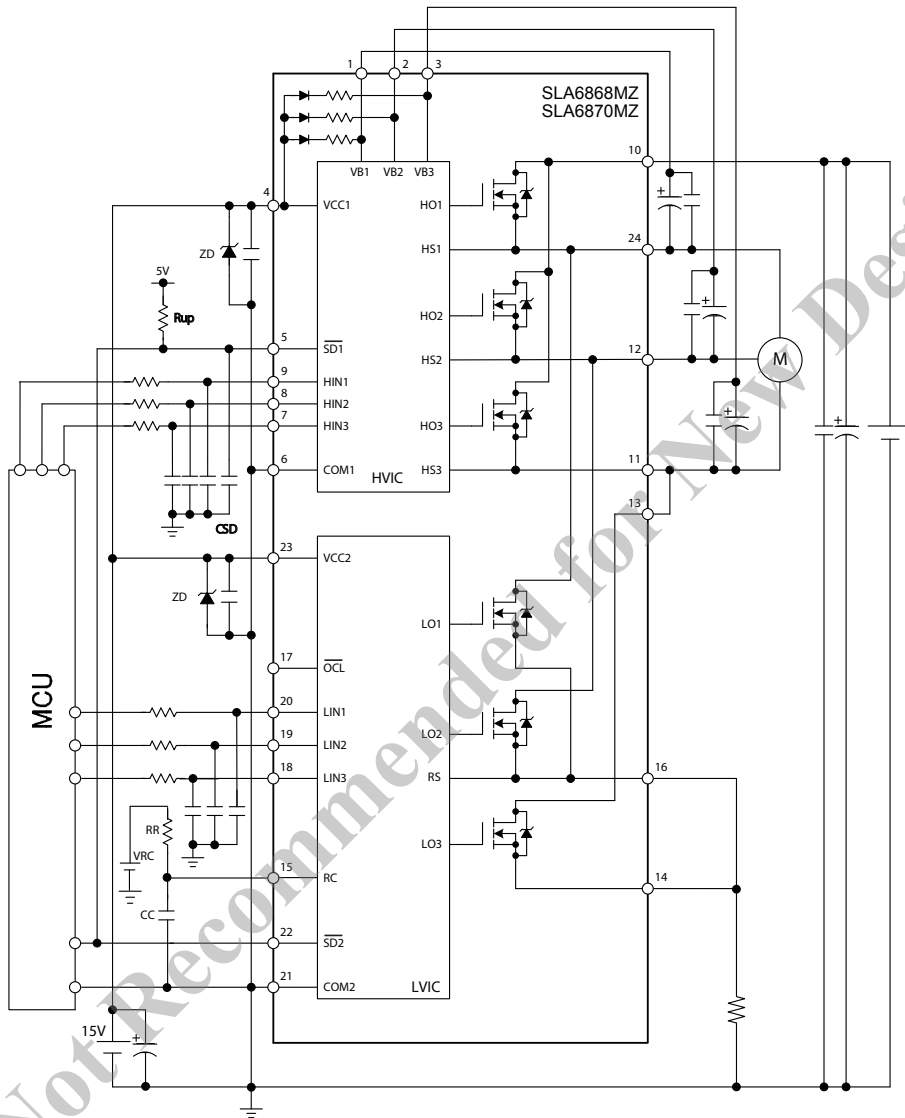 1 2 3
SLA6868MZ
SLA6870MZ
10
VB1 VB2 VB3
4
VCC1
HO1
ZD
HS1
24
5V
Rup
HO2
5
SD1
HS2
12
M
9
HIN1
8
HIN2
7
HIN3
HO3
6
COM1
HVIC
HS3
11
13
CSD
23
VCC2
ZD
LO1
17
OCL
MCU
20
LIN1
19
LIN2
LO2
18
LIN3
RS
16
RR
VRC
LO3
15
RC
14
CC
22
SD2
21
COM2
LVIC
15V
Not Recommended for New Desi